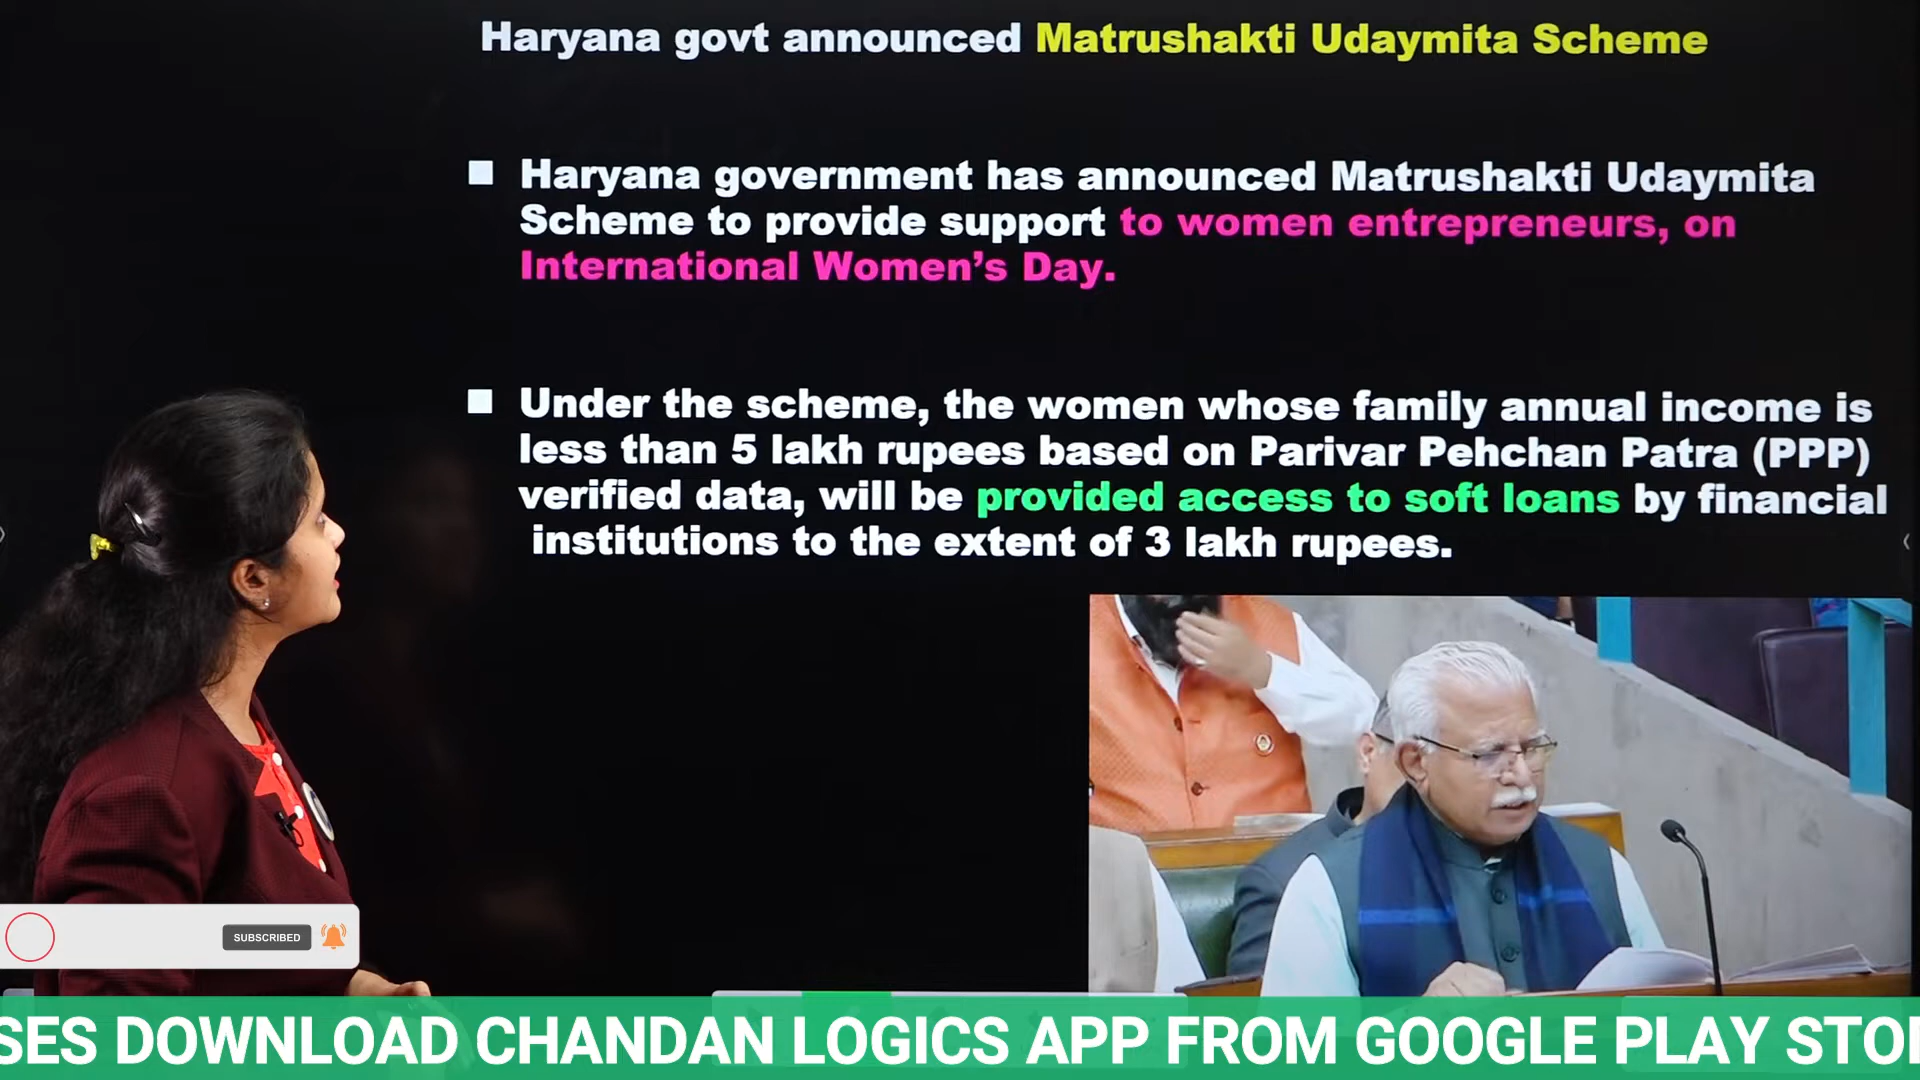 Haryana govt announced Matrushakti Udaymita Scheme
Haryana government has announced Matrushakti Udaymita
Scheme to provide support to women entrepreneurs, on
International Women's Day.
Under the scheme, the women whose family annual income is
less than 5 lakh rupees based on Parivar Pehchan Patra (PPP)
verified data, will be provided access to soft loans by financial
institutions to the extent of 3 lakh rupees.
SUBSCRIBED
SES DOWNLOAD CHANDAN LOGICS APP FROM GOOGLE PLAY STO